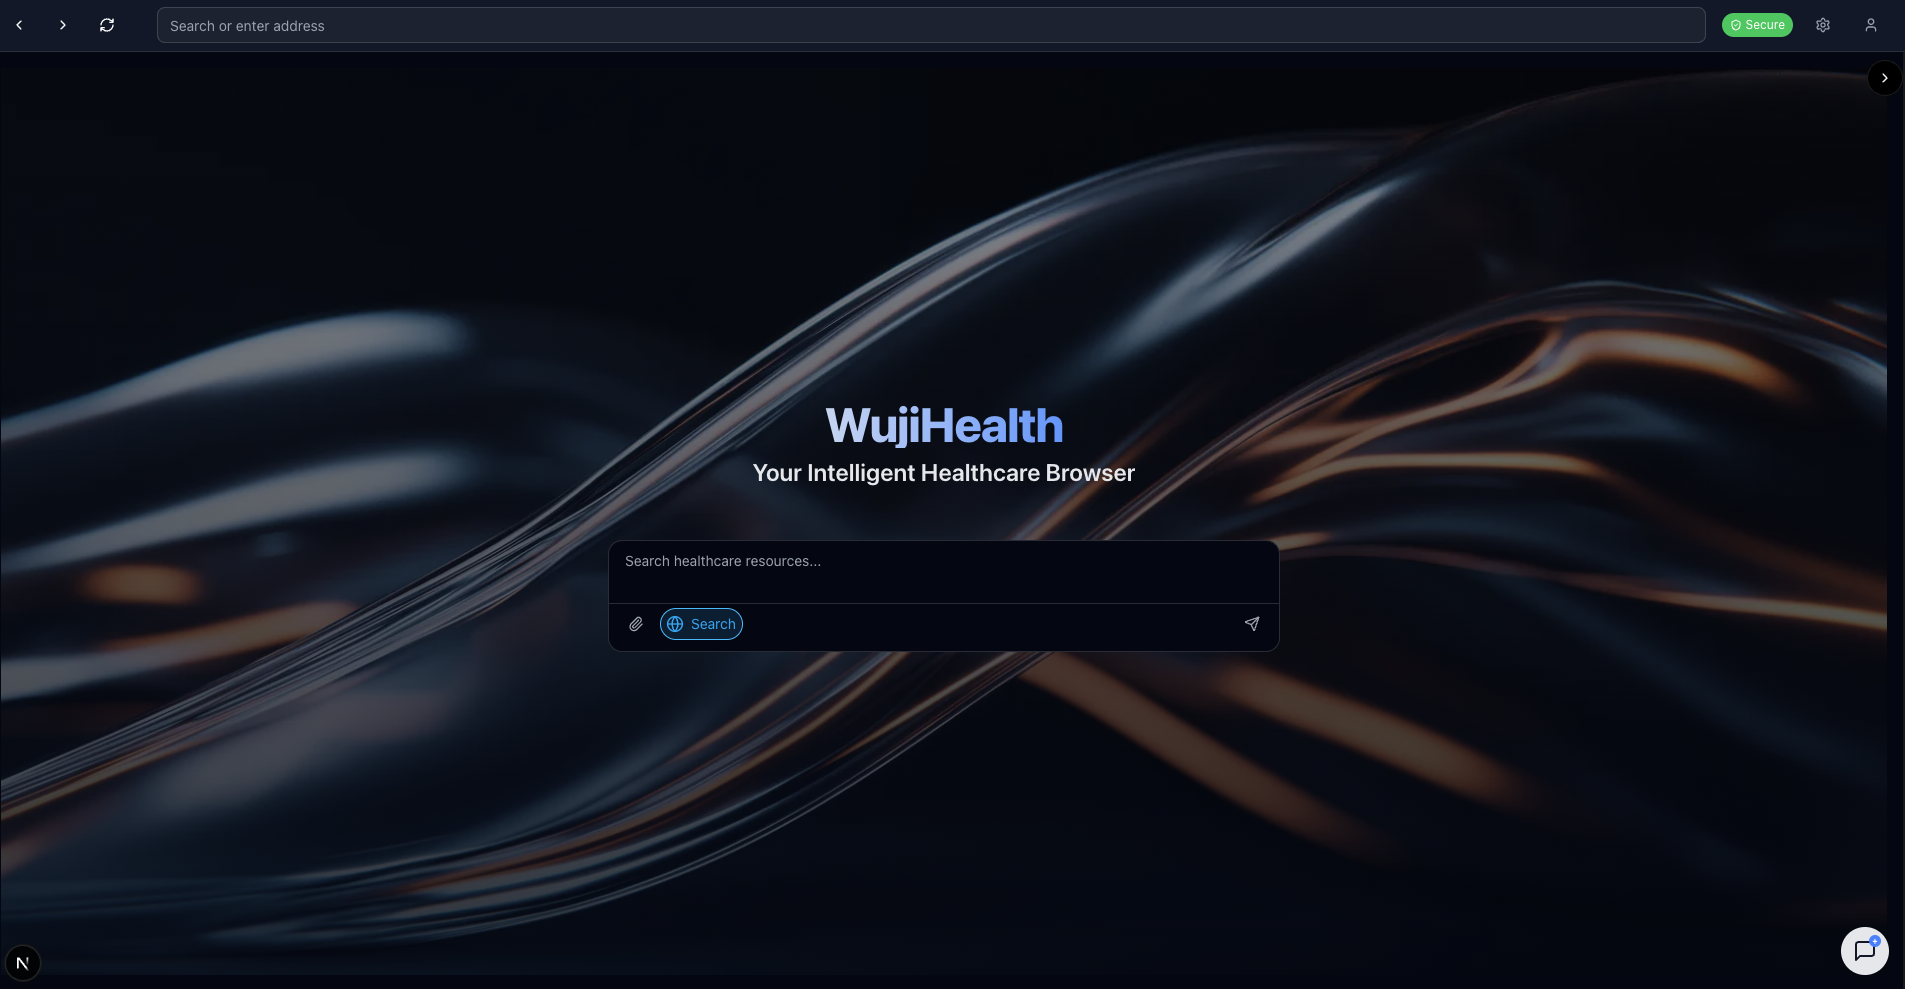 Search or enter address
Secure
WujiHealth
Your Intelligent Healthcare Browser
Search healthcare resources...
Search
N